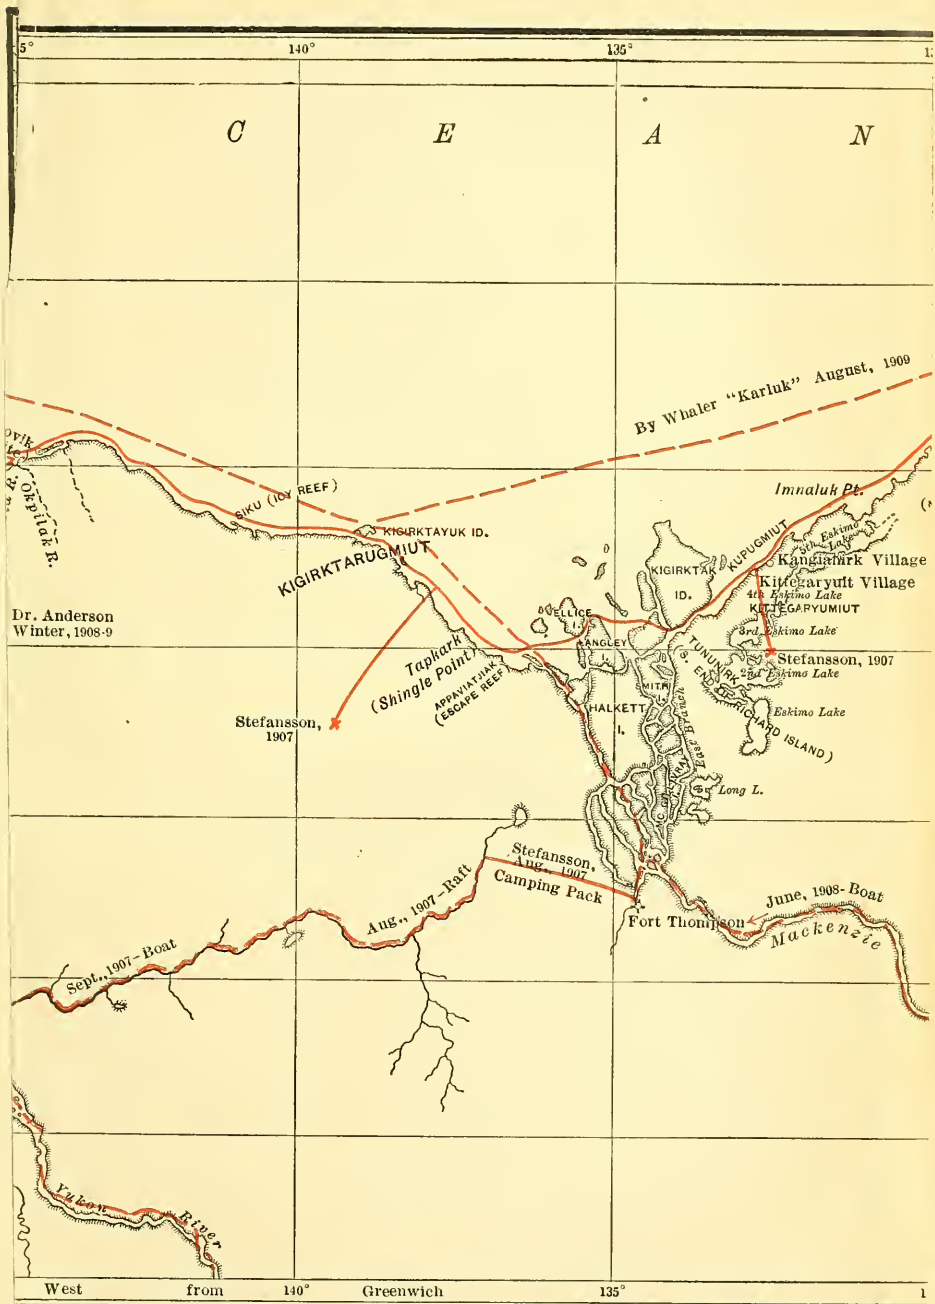 5°
140°
135°
C E A N
By Whaler "Karluk" August, 1909
Okpilak R.
SIKU (ICY REEF)
KIGIRKTAYUK ID.
KIGIRKTARUGMIUT
Imnaluk Pt.
5th Eskimo
Lake
KUPUGMIUT
Kangianirk Village
Kittegaryuit Village
4th Eskimo Lake
KITTEGARYUMIUT
3rd Eskimo Lake
KIGIRKTAK
ID.
ELLICE
I.
LANGLEY
I.
Dr. Anderson
Winter, 1908-9
Tapkark
(Shingle Point)
APPAVIATJIAK
(ESCAPE REEF)
TUNUNIRK
(S. END OF RICHARD ISLAND)
Stefansson, 1907
2nd Eskimo Lake
HALKETT
I.
East Branch
Eskimo Lake
Stefansson,
1907
Long L.
Stefansson,
Aug., 1907
Camping Pack
Aug., 1907-Raft
June, 1908-Boat
Fort Thompson
Mackenzie
Sept., 1907-Boat
Yukon River
West from Greenwich
140°
135°
1